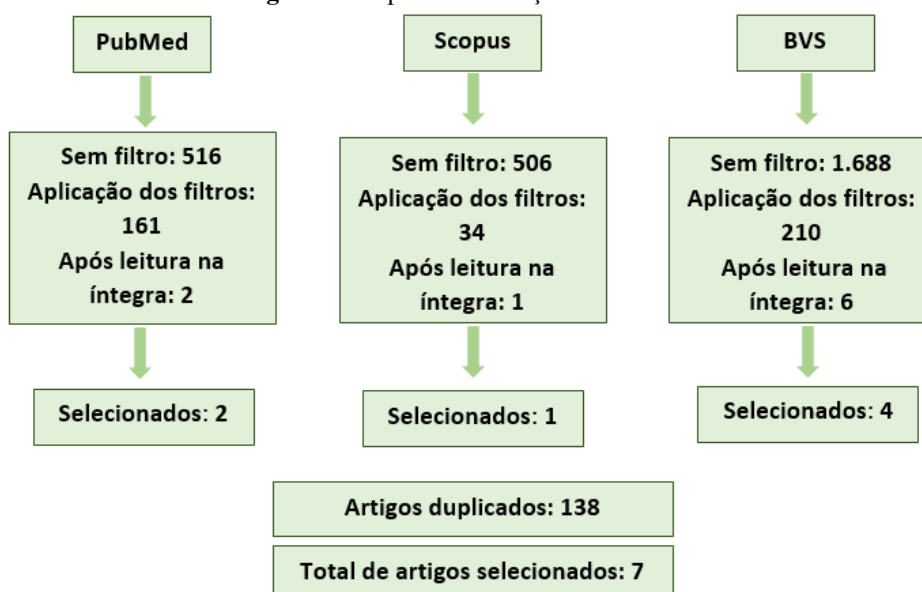 PubMed
Sem filtro: 516
Aplicação dos filtros:
161
Após leitura na
íntegra: 2
Selecionados: 2
Scopus
Sem filtro: 506
Aplicação dos filtros:
34
Após leitura na
íntegra: 1
Selecionados: 1
BVS
Sem filtro: 1.688
Aplicação dos filtros:
210
Após leitura na
íntegra: 6
Selecionados: 4
Artigos duplicados: 138
Total de artigos selecionados: 7